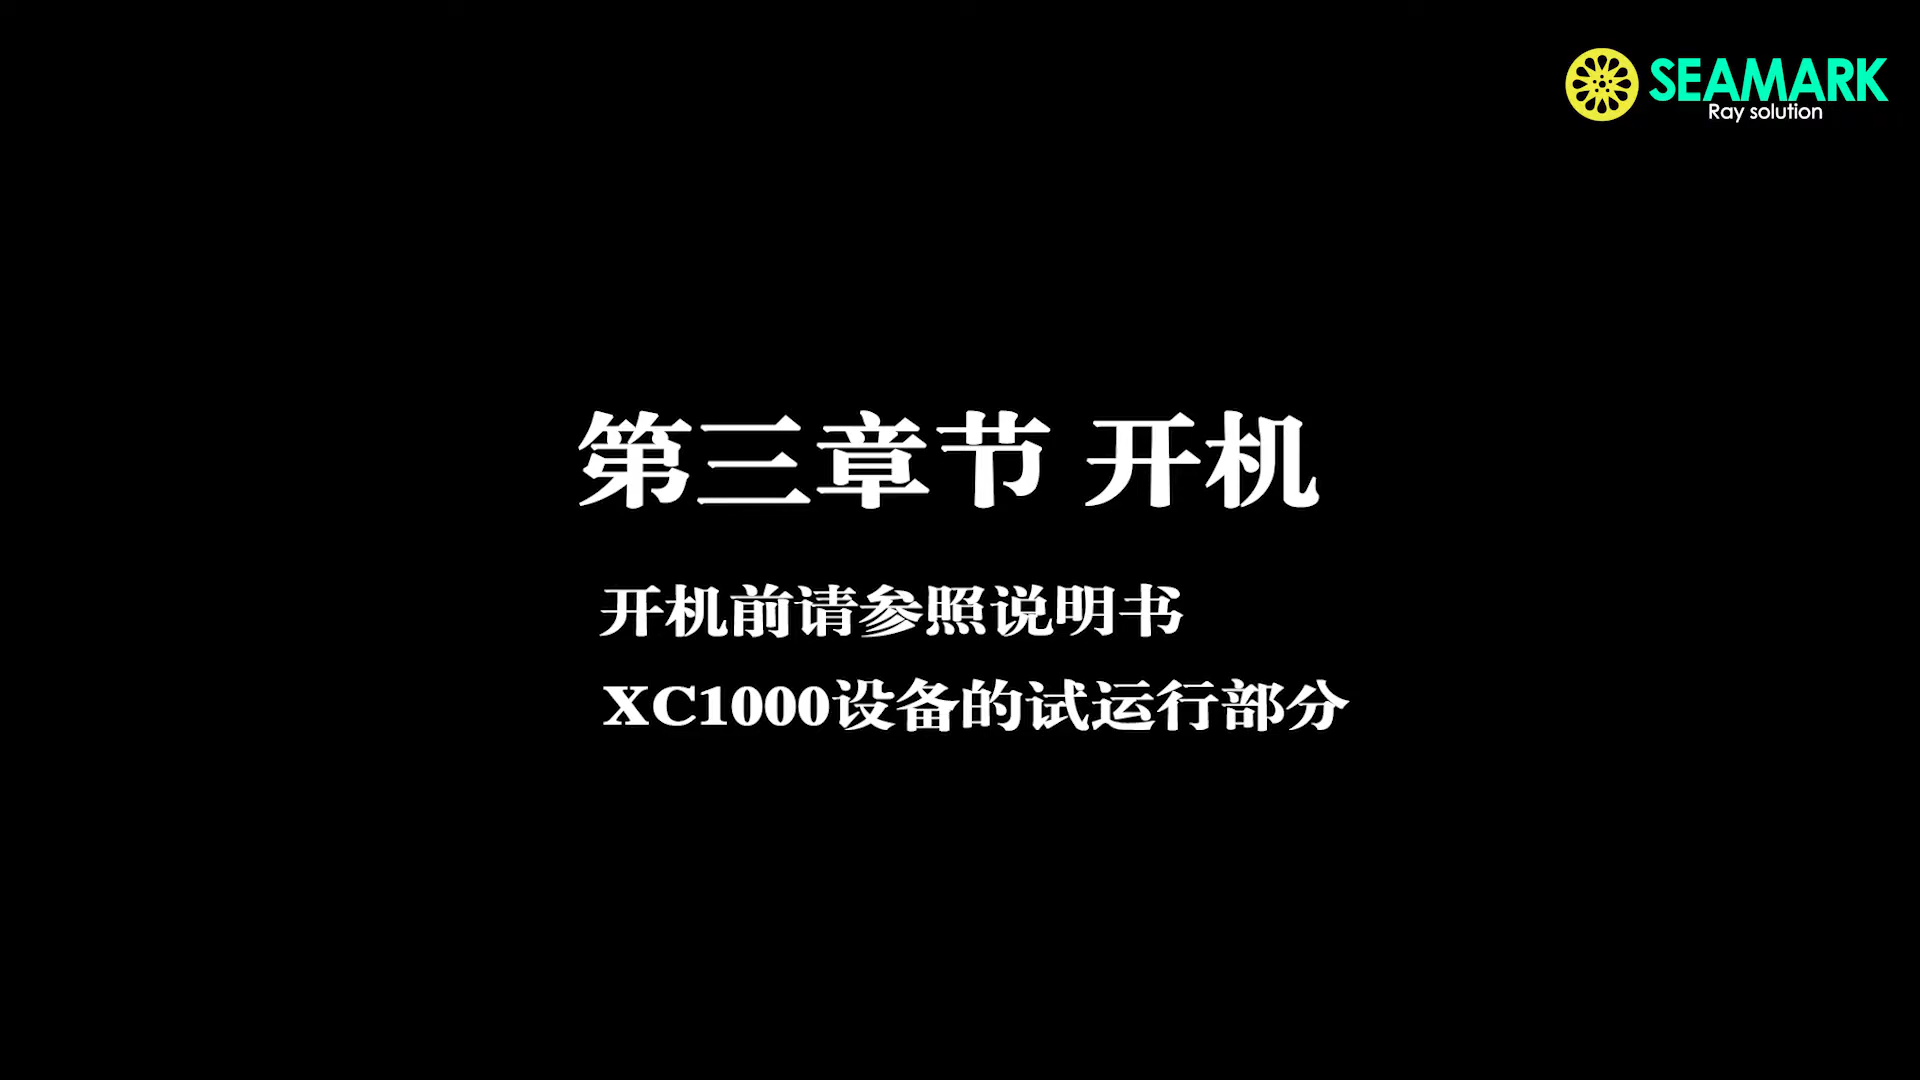 SEAMARK
Ray solution
第三章节 开机
开机前请参照说明书
XC1000设备的试运行部分